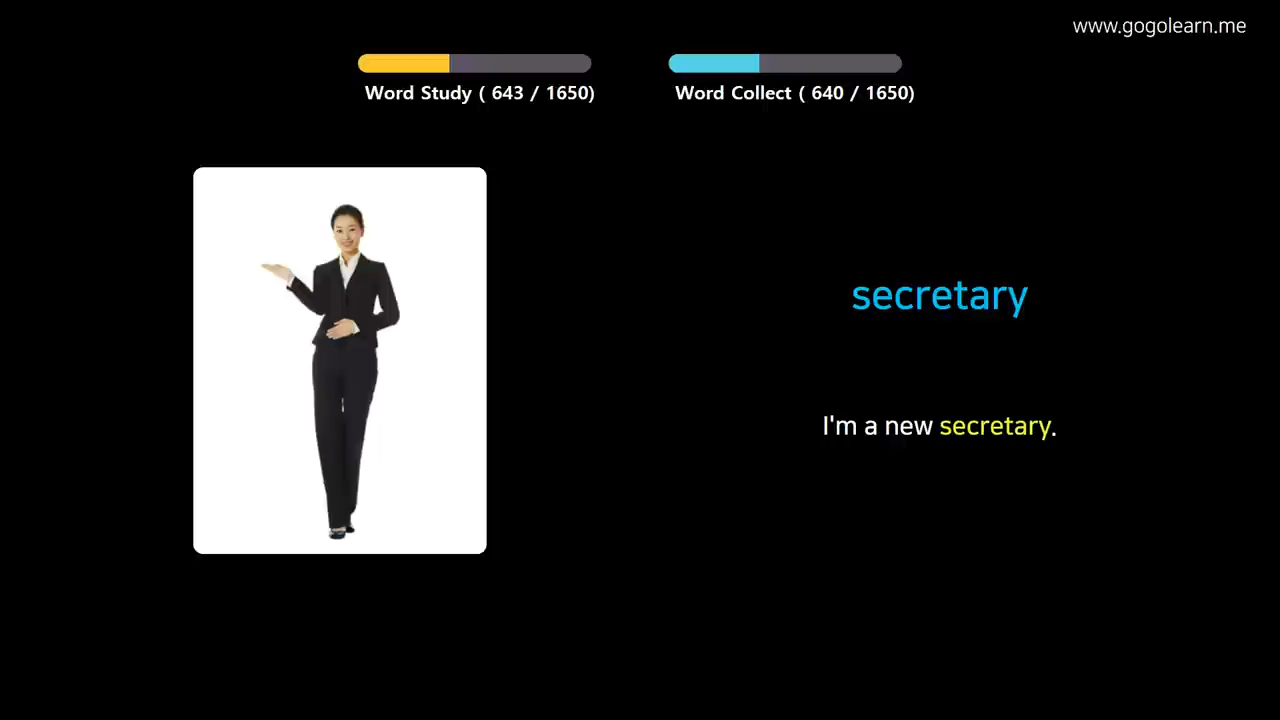 www.gogolearn.me
Word Study ( 643 / 1650)
Word Collect ( 640 / 1650)
secretary
I'm a new secretary.